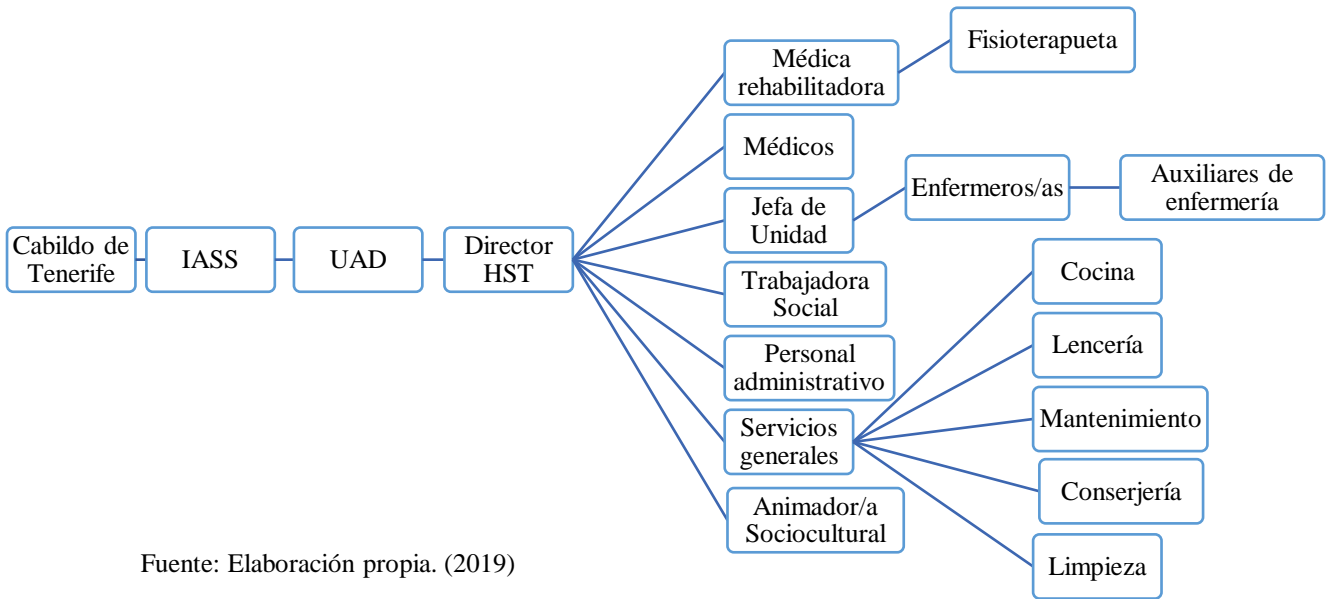 Cabildo de
Tenerife
IASS
UAD
Director
HST
Médica
rehabilitadora
Fisioterapueta
Médicos
Jefa de
Unidad
Enfermeros/as
Auxiliares de
enfermería
Trabajadora
Social
Personal
administrativo
Servicios
generales
Cocina
Lencería
Mantenimiento
Conserjería
Limpieza
Animador/a
Sociocultural
Fuente: Elaboración propia. (2019)